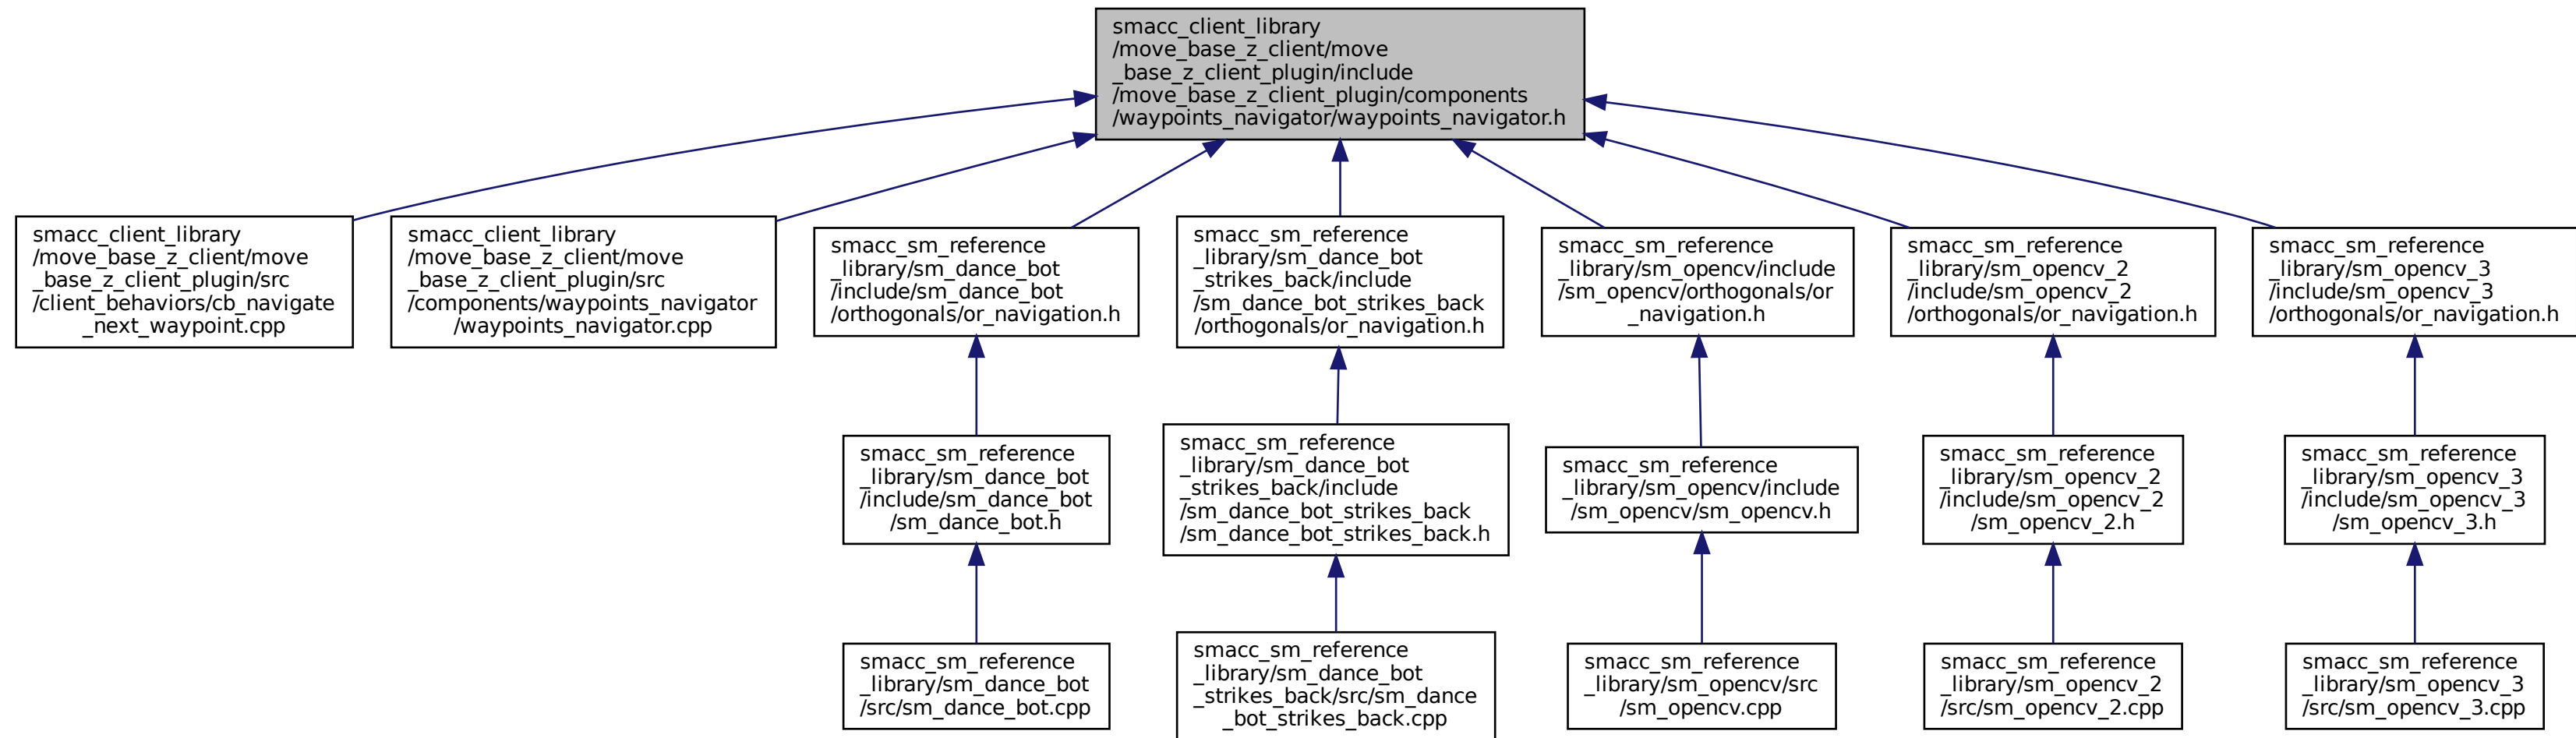 smacc_client_library
/move_base_z_client/move
_base_z_client_plugin/include
/move_base_z_client_plugin/components
/waypoints_navigator/waypoints_navigator.h
smacc_client_library
/move_base_z_client/move
_base_z_client_plugin/src
/client_behaviors/cb_navigate
_next_waypoint.cpp
smacc_client_library
/move_base_z_client/move
_base_z_client_plugin/src
/components/waypoints_navigator
/waypoints_navigator.cpp
smacc_sm_reference
_library/sm_dance_bot
/include/sm_dance_bot
/orthogonals/or_navigation.h
smacc_sm_reference
_library/sm_dance_bot
_strikes_back/include
/sm_dance_bot_strikes_back
/orthogonals/or_navigation.h
smacc_sm_reference
_library/sm_opencv/include
/sm_opencv/orthogonals/or
_navigation.h
smacc_sm_reference
_library/sm_opencv_2
/include/sm_opencv_2
/orthogonals/or_navigation.h
smacc_sm_reference
_library/sm_opencv_3
/include/sm_opencv_3
/orthogonals/or_navigation.h
smacc_sm_reference
_library/sm_dance_bot
/include/sm_dance_bot
/sm_dance_bot.h
smacc_sm_reference
_library/sm_dance_bot
_strikes_back/include
/sm_dance_bot_strikes_back
/sm_dance_bot_strikes_back.h
smacc_sm_reference
_library/sm_opencv/include
/sm_opencv/sm_opencv.h
smacc_sm_reference
_library/sm_opencv_2
/include/sm_opencv_2
/sm_opencv_2.h
smacc_sm_reference
_library/sm_opencv_3
/include/sm_opencv_3
/sm_opencv_3.h
smacc_sm_reference
_library/sm_dance_bot
/src/sm_dance_bot.cpp
smacc_sm_reference
_library/sm_dance_bot
_strikes_back/src/sm_dance
_bot_strikes_back.cpp
smacc_sm_reference
_library/sm_opencv/src
/sm_opencv.cpp
smacc_sm_reference
_library/sm_opencv_2
/src/sm_opencv_2.cpp
smacc_sm_reference
_library/sm_opencv_3
/src/sm_opencv_3.cpp